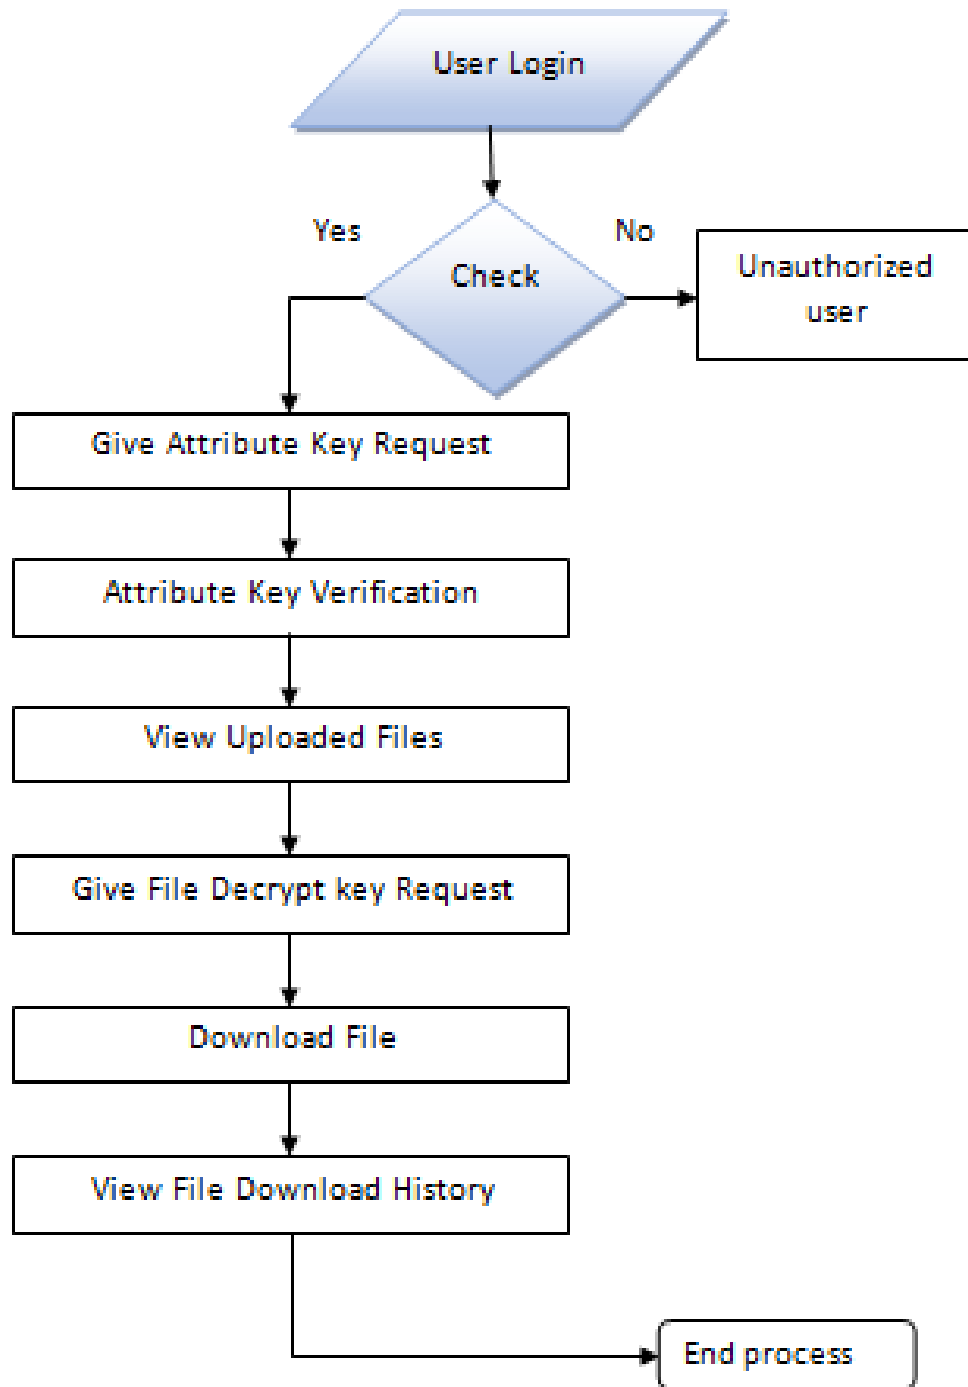 User Login
Yes
No
Check
Unauthorized
user
Give Attribute Key Request
Attribute Key Verification
View Uploaded Files
Give File Decrypt key Request
Download File
View File Download History
End process